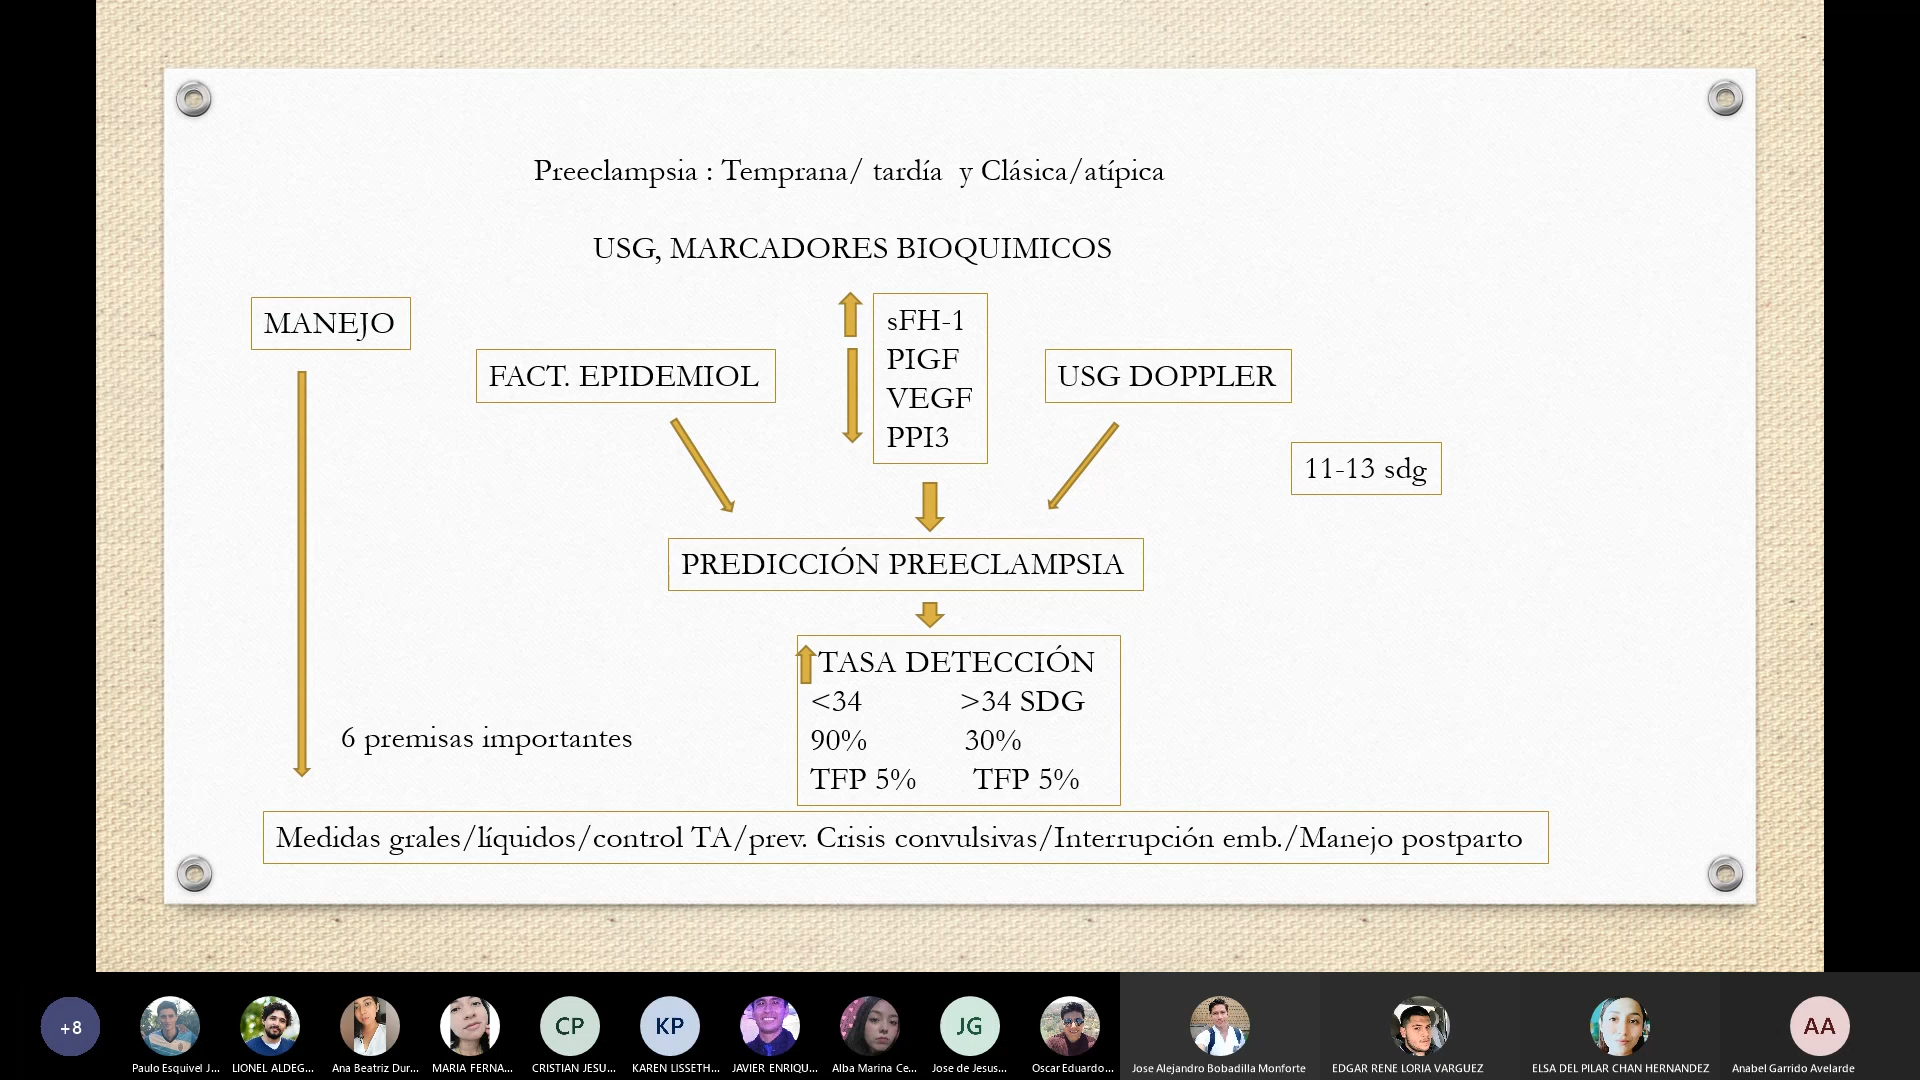 Preeclampsia : Temprana/ tardía y Clásica/atípica
USG, MARCADORES BIOQUIMICOS
MANEJO
FACT. EPIDEMIOL
sFH-1
PIGF
VEGF
PPI3
USG DOPPLER
11-13 sdg
PREDICCIÓN PREECLAMPSIA
TASA DETECCIÓN
<34 >34 SDG
90% 30%
TFP 5% TFP 5%
6 premisas importantes
Medidas grales/líquidos/control TA/prev. Crisis convulsivas/Interrupción emb./Manejo postparto
+8
Paulo Esquivel J...
LIONEL ALDEG...
Ana Beatriz Dur...
MARIA FERNA...
CP
CRISTIAN JESU...
KP
KAREN LISSETH...
JAVIER ENRIQU...
Alba Marina Ce...
JG
Jose de Jesus...
Oscar Eduardo...
Jose Alejandro Bobadilla Monforte
EDGAR RENE LORIA VARGUEZ
ELSA DEL PILAR CHAN HERNANDEZ
AA
Anabel Garrido Avelarde